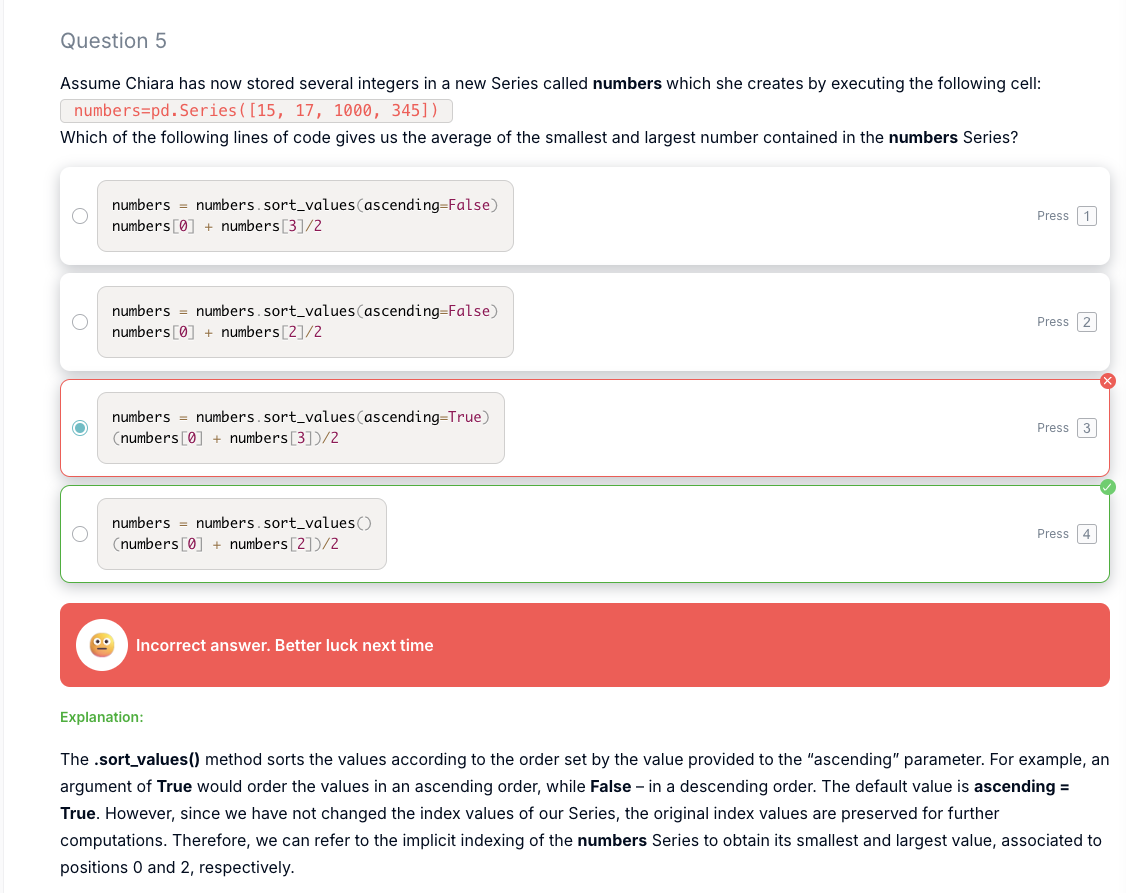 Question 5
Assume Chiara has now stored several integers in a new Series called numbers which she creates by executing the following cell:
numbers=pd.Series([15, 17, 1000, 345])
Which of the following lines of code gives us the average of the smallest and largest number contained in the numbers Series?
numbers = numbers.sort_values(ascending=False)
numbers[0] + numbers[3]/2
Press 1
numbers = numbers.sort_values(ascending=False)
numbers[0] + numbers[2]/2
Press 2
numbers = numbers.sort_values(ascending=True)
(numbers[0] + numbers[3])/2
Press 3
numbers = numbers.sort_values()
(numbers[0] + numbers[2])/2
Press 4
Incorrect answer. Better luck next time
Explanation:
The .sort_values() method sorts the values according to the order set by the value provided to the “ascending” parameter. For example, an
argument of True would order the values in an ascending order, while False – in a descending order. The default value is ascending =
True. However, since we have not changed the index values of our Series, the original index values are preserved for further
computations. Therefore, we can refer to the implicit indexing of the numbers Series to obtain its smallest and largest value, associated to
positions 0 and 2, respectively.